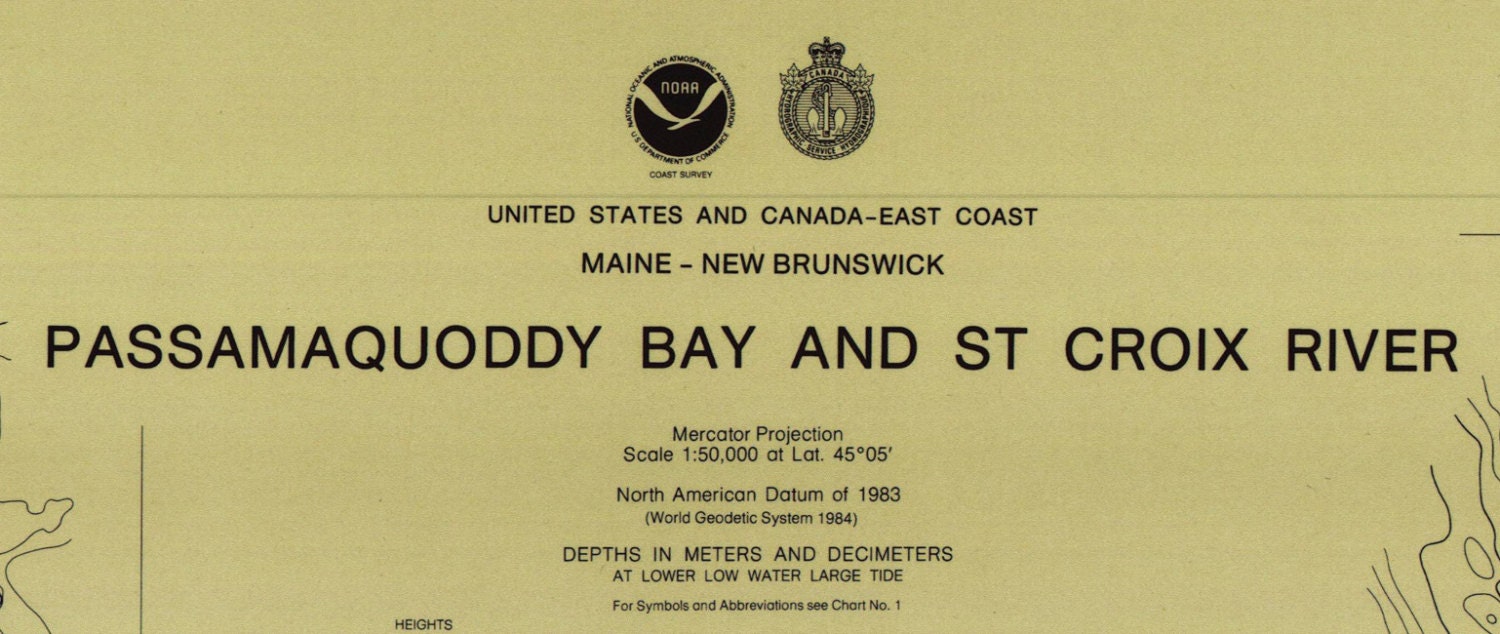 NATIONAL OCEANIC AND ATMOSPHERIC ADMINISTRATION
NOAA
U.S. DEPARTMENT OF COMMERCE
COAST SURVEY
CANADA
HYDROGRAPHIC SERVICE HYDROGRAPHIQUE
UNITED STATES AND CANADA-EAST COAST
MAINE - NEW BRUNSWICK
PASSAMAQUODDY BAY AND ST CROIX RIVER
Mercator Projection
Scale 1:50,000 at Lat. 45°05′
North American Datum of 1983
(World Geodetic System 1984)
DEPTHS IN METERS AND DECIMETERS
AT LOWER LOW WATER LARGE TIDE
For Symbols and Abbreviations see Chart No. 1
HEIGHTS